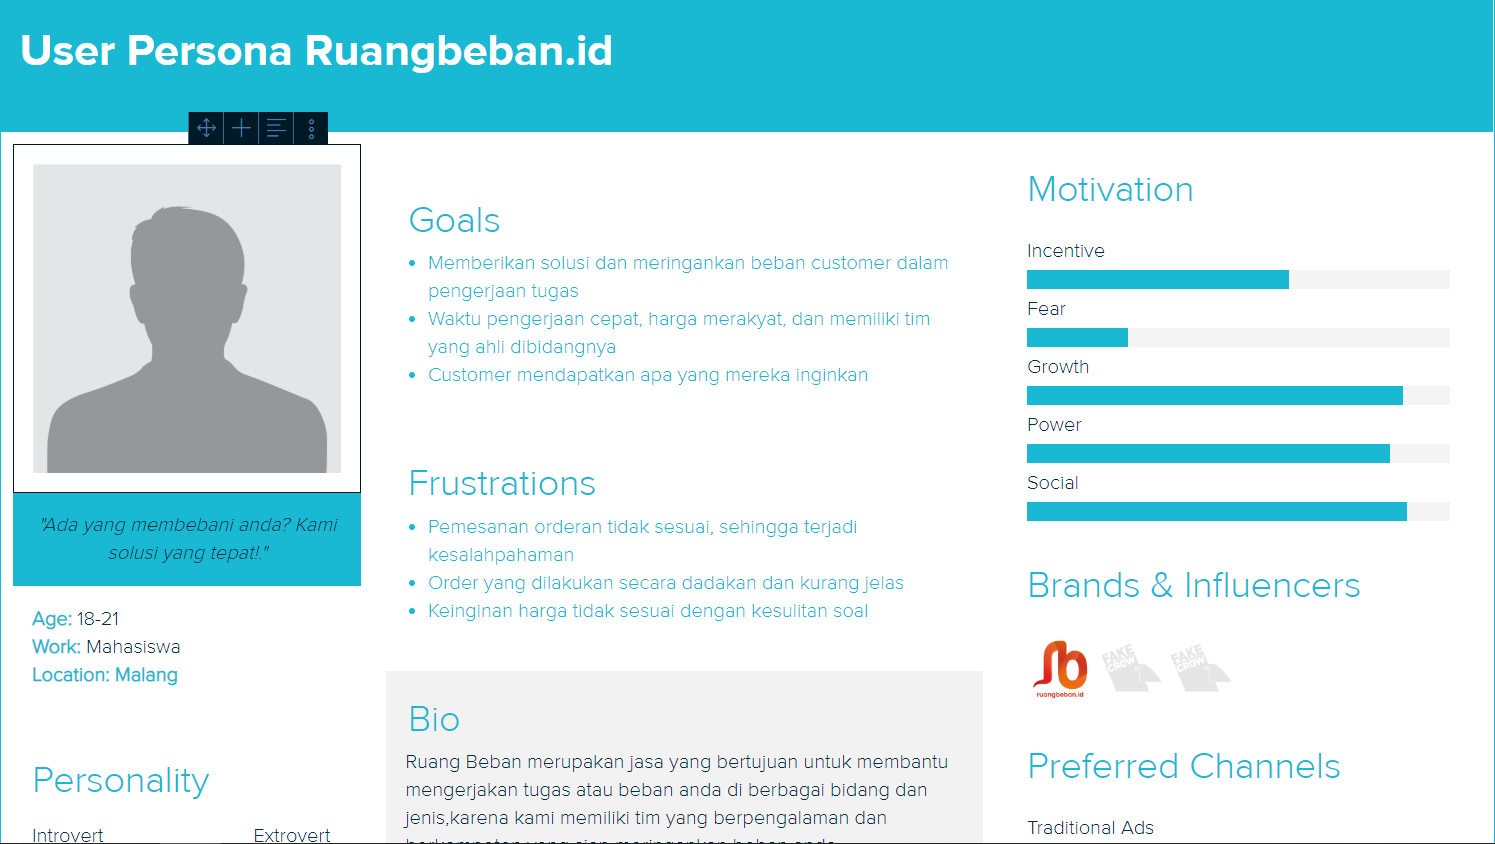 User Persona Ruangbeban.id
"Ada yang membebani anda? Kami
solusi yang tepat!."
Age: 18-21
Work: Mahasiswa
Location: Malang
Personality
Introvert Extrovert
Goals
• Memberikan solusi dan meringankan beban customer dalam
pengerjaan tugas
• Waktu pengerjaan cepat, harga merakyat, dan memiliki tim
yang ahli dibidangnya
• Customer mendapatkan apa yang mereka inginkan
Frustrations
• Pemesanan orderan tidak sesuai, sehingga terjadi
kesalahpahaman
• Order yang dilakukan secara dadakan dan kurang jelas
• Keinginan harga tidak sesuai dengan kesulitan soal
Bio
Ruang Beban merupakan jasa yang bertujuan untuk membantu
mengerjakan tugas atau beban anda di berbagai bidang dan
jenis,karena kami memiliki tim yang berpengalaman dan
Motivation
Incentive
Fear
Growth
Power
Social
Brands & Influencers
sb
ruangbeban.id
FAKE
CROW
FAKE
CROW
Preferred Channels
Traditional Ads